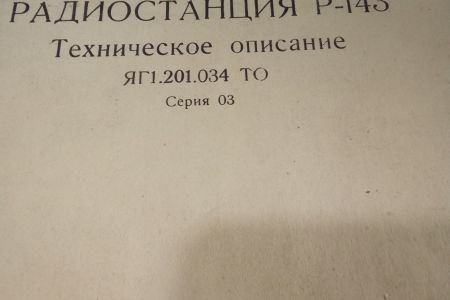 РАДИОСТАНЦИЯ Р-143
Техническое описание
ЯГ1.201.034 ТО
Серия 03